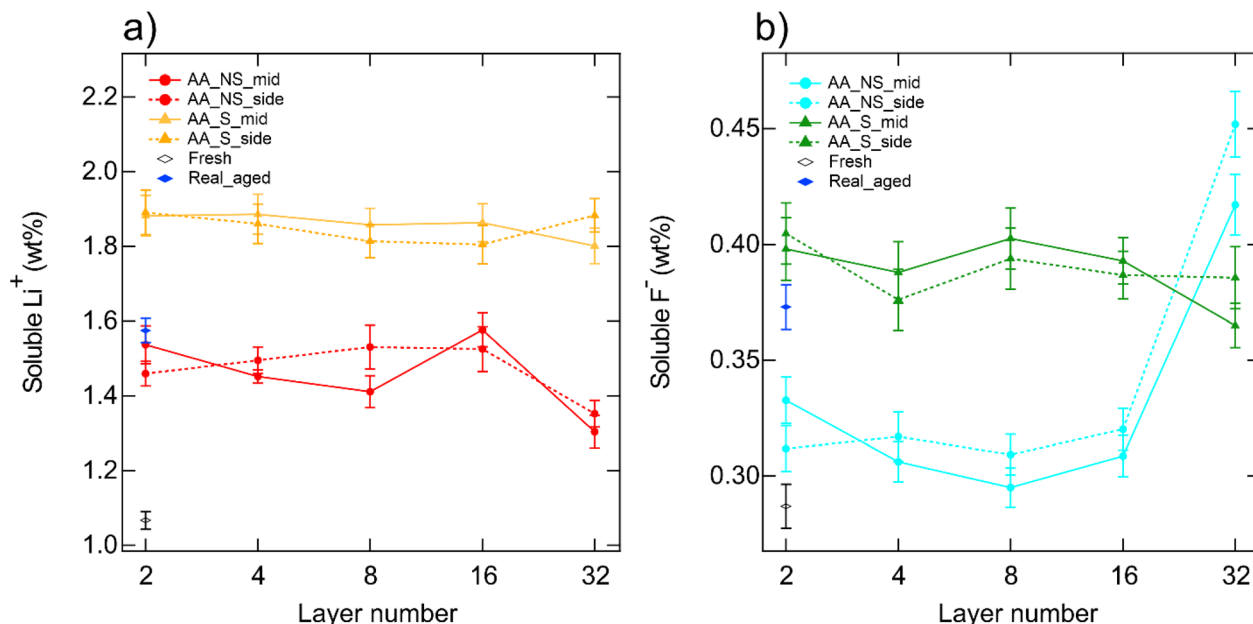 a)
Soluble Li+ (wt%)
2.2
2.0
1.8
1.6
1.4
1.2
1.0
AA_NS_mid
AA_NS_side
AA_S_mid
AA_S_side
Fresh
Real_aged
2 4 8 16 32
Layer number
b)
Soluble F- (wt%)
0.45
0.40
0.35
0.30
AA_NS_mid
AA_NS_side
AA_S_mid
AA_S_side
Fresh
Real_aged
2 4 8 16 32
Layer number